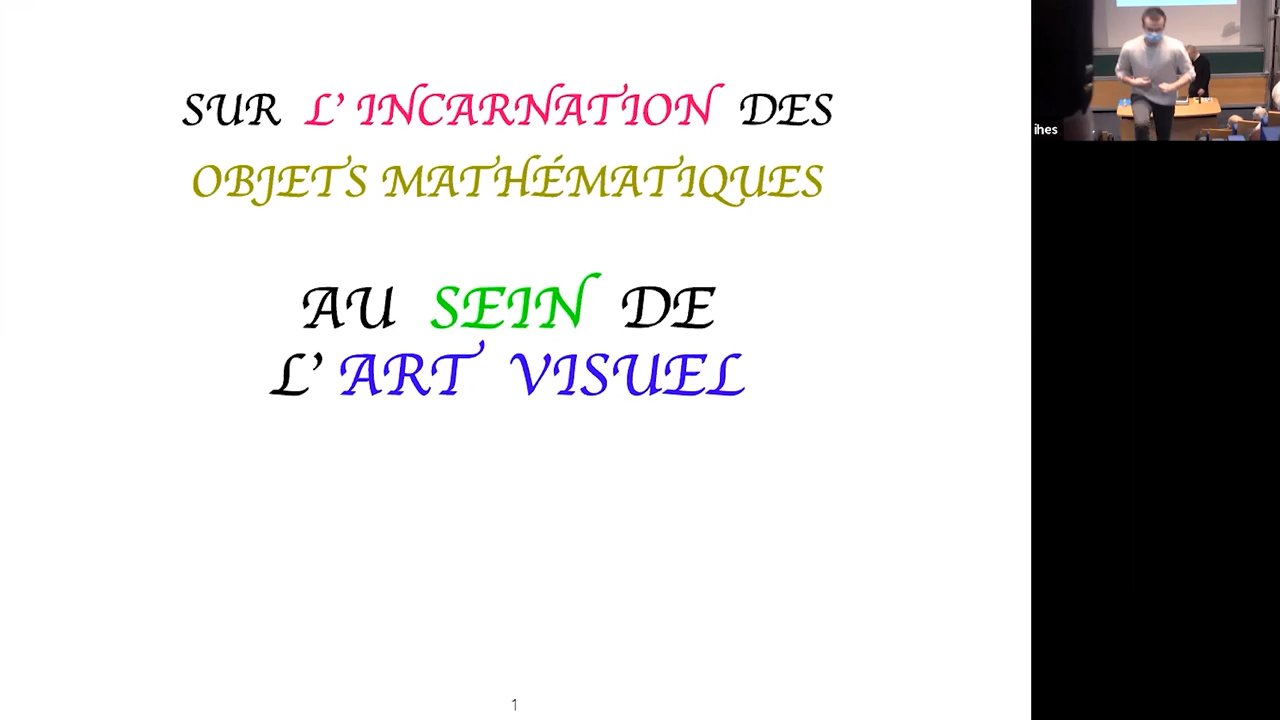 SUR L' INCARNATION DES
OBJETS MATHÉMATIQUES
AU SEIN DE
L' ART VISUEL
1
ihes